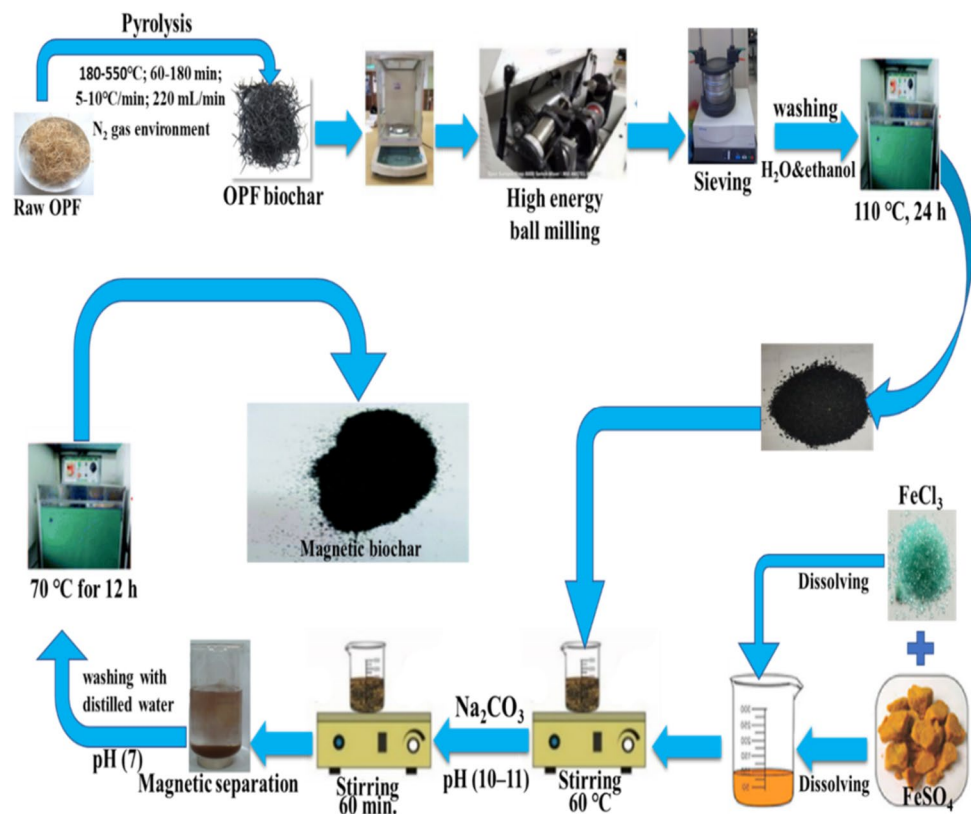 Pyrolysis
180-550°C; 60-180 min;
5-10°C/min; 220 mL/min
N2 gas environment
Raw OPF
OPF biochar
High energy
ball milling
Sieving
washing
H2O&ethanol
110 °C, 24 h
Magnetic biochar
70 °C for 12 h
FeCl3
Dissolving
washing with
distilled water
pH (7)
Magnetic separation
Stirring
60 min.
Na2CO3
pH (10–11)
Stirring
60 °C
Dissolving
FeSO4